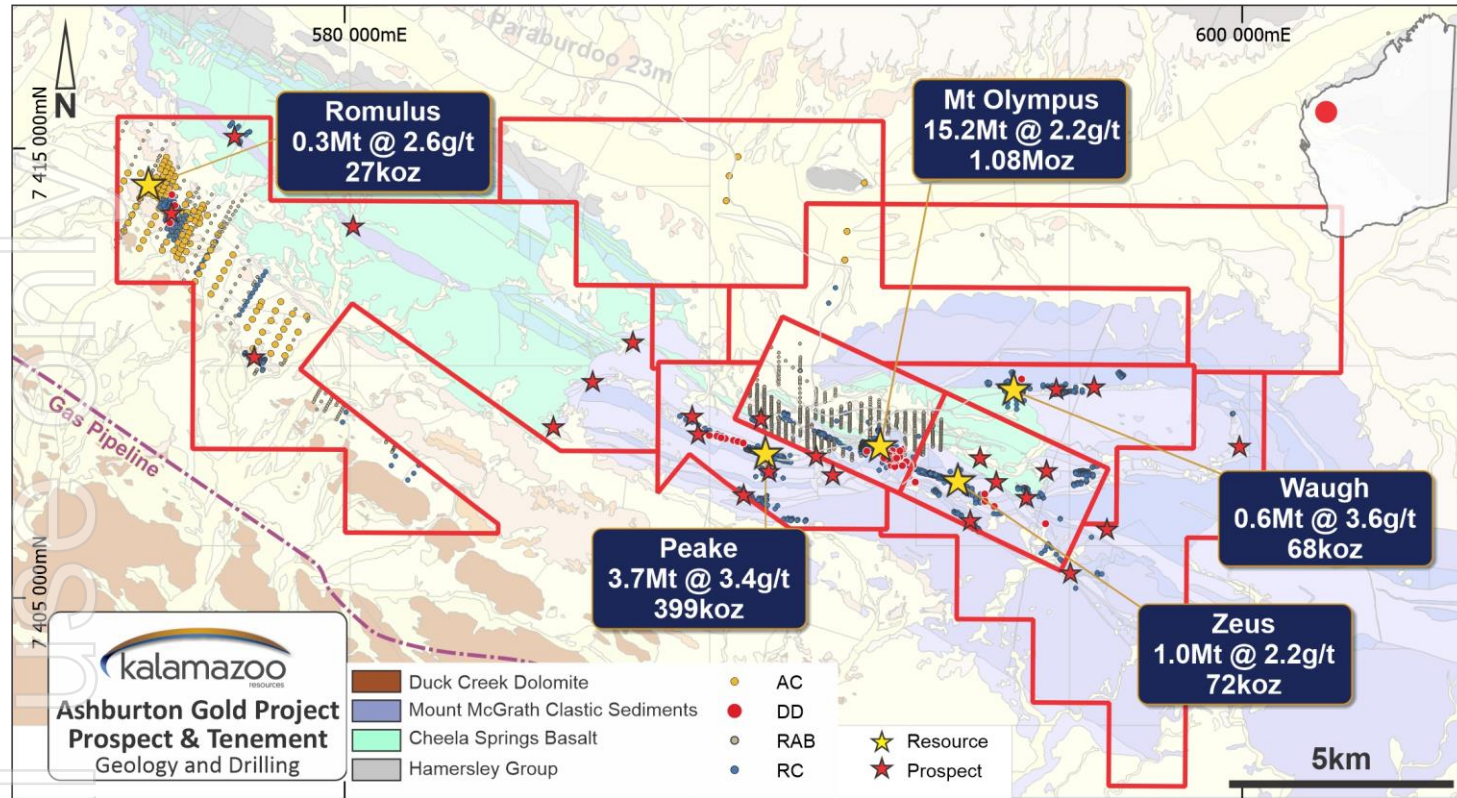 580 000mE
600 000mE
Paraburdoo 23m
N
7 415 000mN
7 405 000mN
Romulus
0.3Mt @ 2.6g/t
27koz
Mt Olympus
15.2Mt @ 2.2g/t
1.08Moz
Gas Pipeline
Peake
3.7Mt @ 3.4g/t
399koz
Waugh
0.6Mt @ 3.6g/t
68koz
Zeus
1.0Mt @ 2.2g/t
72koz
kalamazoo
resources
Ashburton Gold Project
Prospect & Tenement
Geology and Drilling
Duck Creek Dolomite
Mount McGrath Clastic Sediments
Cheela Springs Basalt
Hamersley Group
AC
DD
RAB
RC
Resource
Prospect
5km
use only